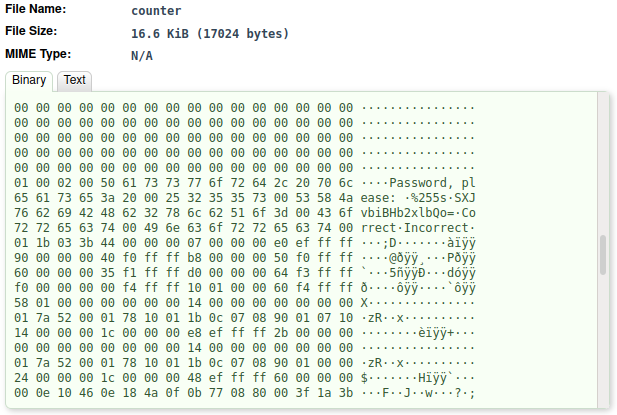 File Name: counter
File Size: 16.6 KiB (17024 bytes)
MIME Type: N/A
Binary Text
00 00 00 00 00 00 00 00 00 00 00 00 00 00 00 00 ················
00 00 00 00 00 00 00 00 00 00 00 00 00 00 00 00 ················
00 00 00 00 00 00 00 00 00 00 00 00 00 00 00 00 ················
00 00 00 00 00 00 00 00 00 00 00 00 00 00 00 00 ················
00 00 00 00 00 00 00 00 00 00 00 00 00 00 00 00 ················
01 00 02 00 50 61 73 73 77 6f 72 64 2c 20 70 6c ····Password, pl
65 61 73 65 3a 20 00 25 32 35 35 73 00 53 58 4a ease: ·%255s·SXJ
76 62 69 42 48 62 32 78 6c 62 51 6f 3d 00 43 6f vbiBHb2xlbQo=·Co
72 72 65 63 74 00 49 6e 63 6f 72 72 65 63 74 00 rrect·Incorrect·
01 1b 03 3b 44 00 00 00 07 00 00 00 e0 ef ff ff ···;D·······àïÿÿ
90 00 00 00 40 f0 ff ff b8 00 00 00 50 f0 ff ff ····@ðÿÿ¸···Pðÿÿ
60 00 00 00 35 f1 ff ff d0 00 00 00 64 f3 ff ff `···5ñÿÿÐ···dóÿÿ
f0 00 00 00 f4 ff ff 10 01 00 00 60 f4 ff ff ð····ôÿÿ····`ôÿÿ
58 01 00 00 00 00 00 00 14 00 00 00 00 00 00 00 X···············
01 7a 52 00 01 78 10 01 1b 0c 07 08 90 01 07 10 ·zR··x··········
14 00 00 00 1c 00 00 00 e8 ef ff ff 2b 00 00 00 ········èïÿÿ+···
00 00 00 00 00 00 00 00 14 00 00 00 00 00 00 00 ················
01 7a 52 00 01 78 10 01 1b 0c 07 08 90 01 00 00 ·zR··x··········
24 00 00 00 1c 00 00 00 48 ef ff ff 60 00 00 00 $·······Hïÿÿ`···
00 0e 10 46 0e 18 4a 0f 0b 77 08 80 00 3f 1a 3b ···F··J··w···?·;